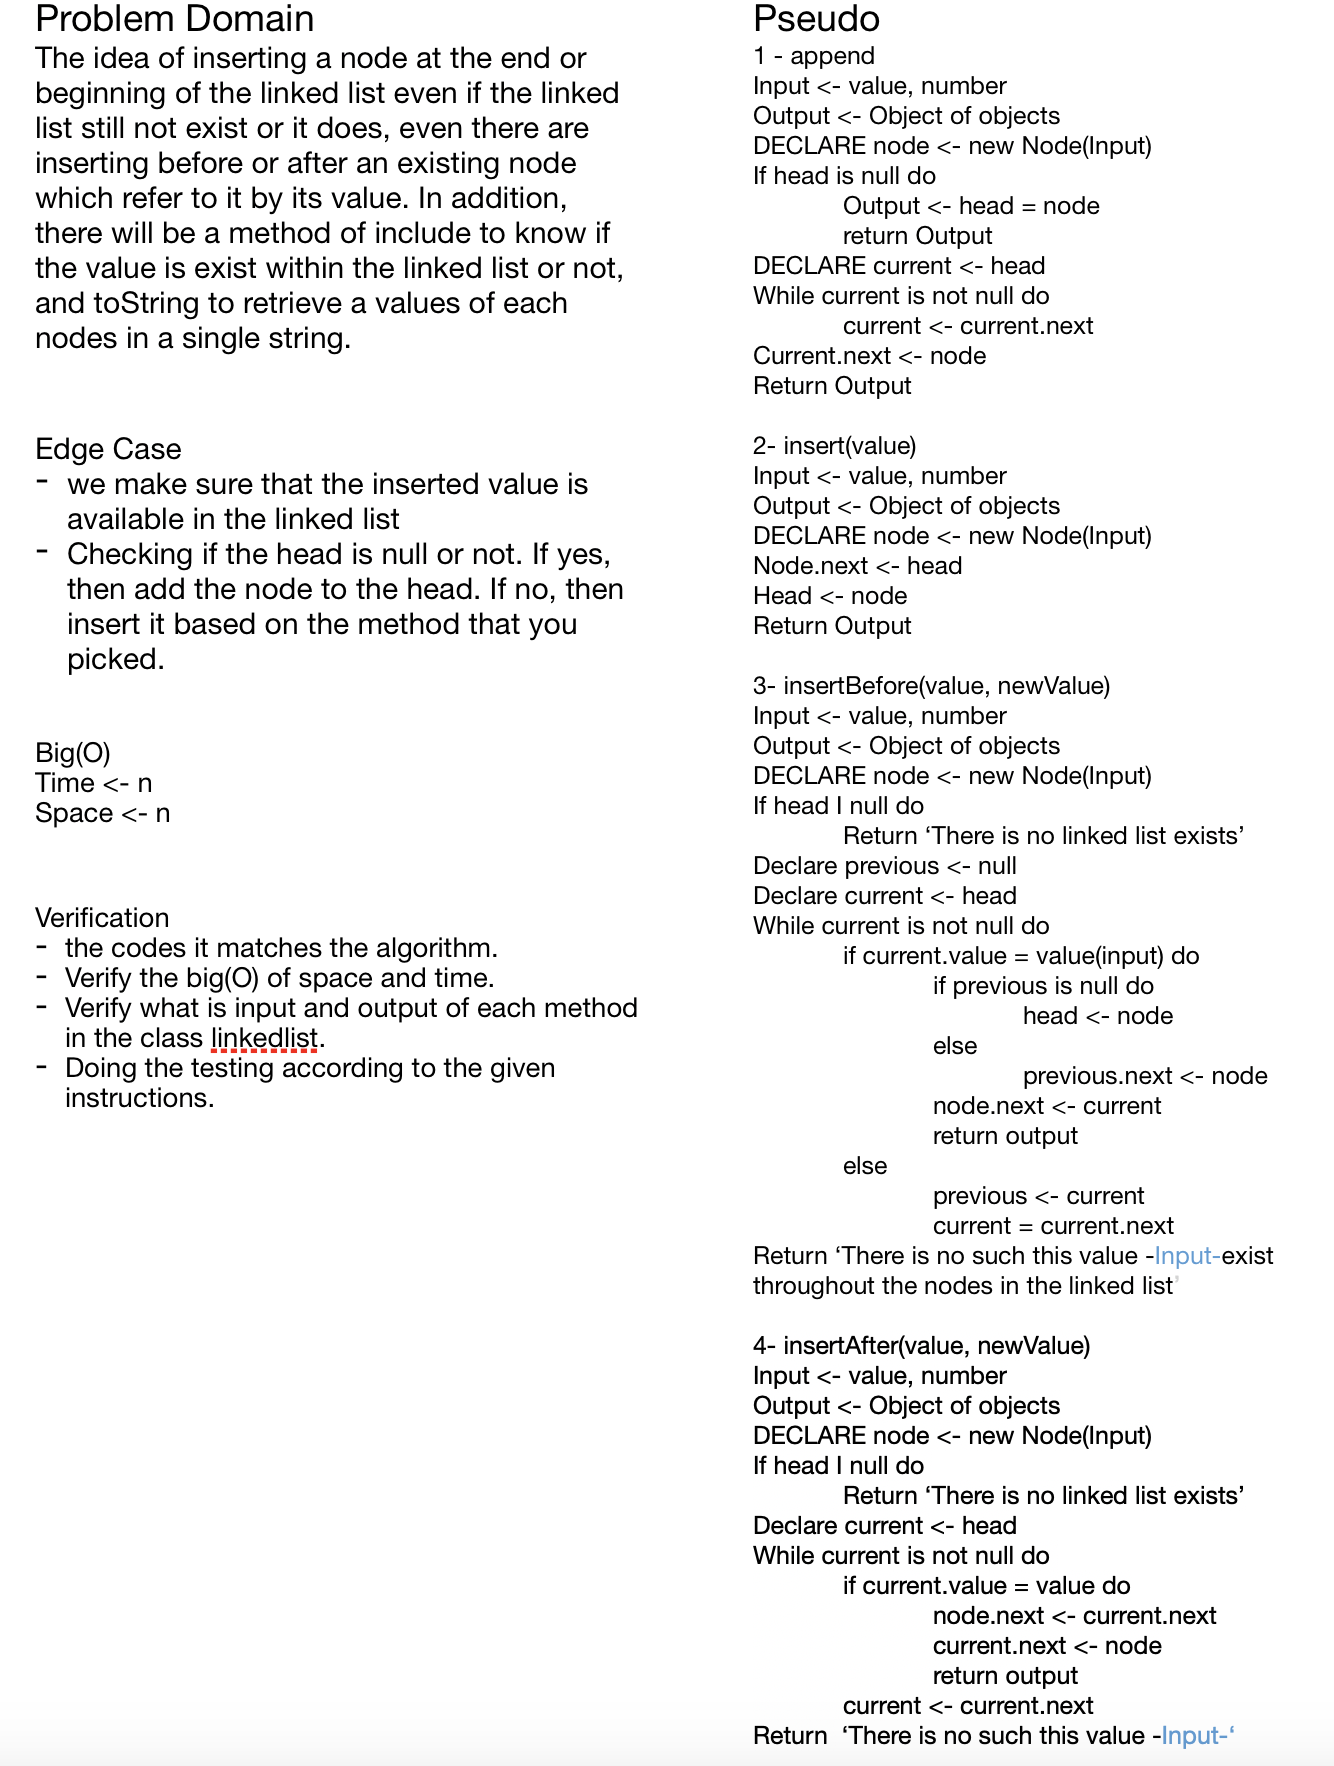 Problem Domain
The idea of inserting a node at the end or
beginning of the linked list even if the linked
list still not exist or it does, even there are
inserting before or after an existing node
which refer to it by its value. In addition,
there will be a method of include to know if
the value is exist within the linked list or not,
and toString to retrieve a values of each
nodes in a single string.
Edge Case
- we make sure that the inserted value is
available in the linked list
- Checking if the head is null or not. If yes,
then add the node to the head. If no, then
insert it based on the method that you
picked.
Big(O)
Time <- n
Space <- n
Verification
- the codes it matches the algorithm.
- Verify the big(O) of space and time.
- Verify what is input and output of each method
in the class linkedlist.
- Doing the testing according to the given
instructions.
Pseudo
1 - append
Input <- value, number
Output <- Object of objects
DECLARE node <- new Node(Input)
If head is null do
Output <- head = node
return Output
DECLARE current <- head
While current is not null do
current <- current.next
Current.next <- node
Return Output
2- insert(value)
Input <- value, number
Output <- Object of objects
DECLARE node <- new Node(Input)
Node.next <- head
Head <- node
Return Output
3- insertBefore(value, newValue)
Input <- value, number
Output <- Object of objects
DECLARE node <- new Node(Input)
If head I null do
Return ‘There is no linked list exists’
Declare previous <- null
Declare current <- head
While current is not null do
if current.value = value(input) do
if previous is null do
head <- node
else
previous.next <- node
node.next <- current
return output
else
previous <- current
current = current.next
Return ‘There is no such this value -Input-exist
throughout the nodes in the linked list’
4- insertAfter(value, newValue)
Input <- value, number
Output <- Object of objects
DECLARE node <- new Node(Input)
If head I null do
Return ‘There is no linked list exists’
Declare current <- head
While current is not null do
if current.value = value do
node.next <- current.next
current.next <- node
return output
current <- current.next
Return  ‘There is no such this value -Input-‘